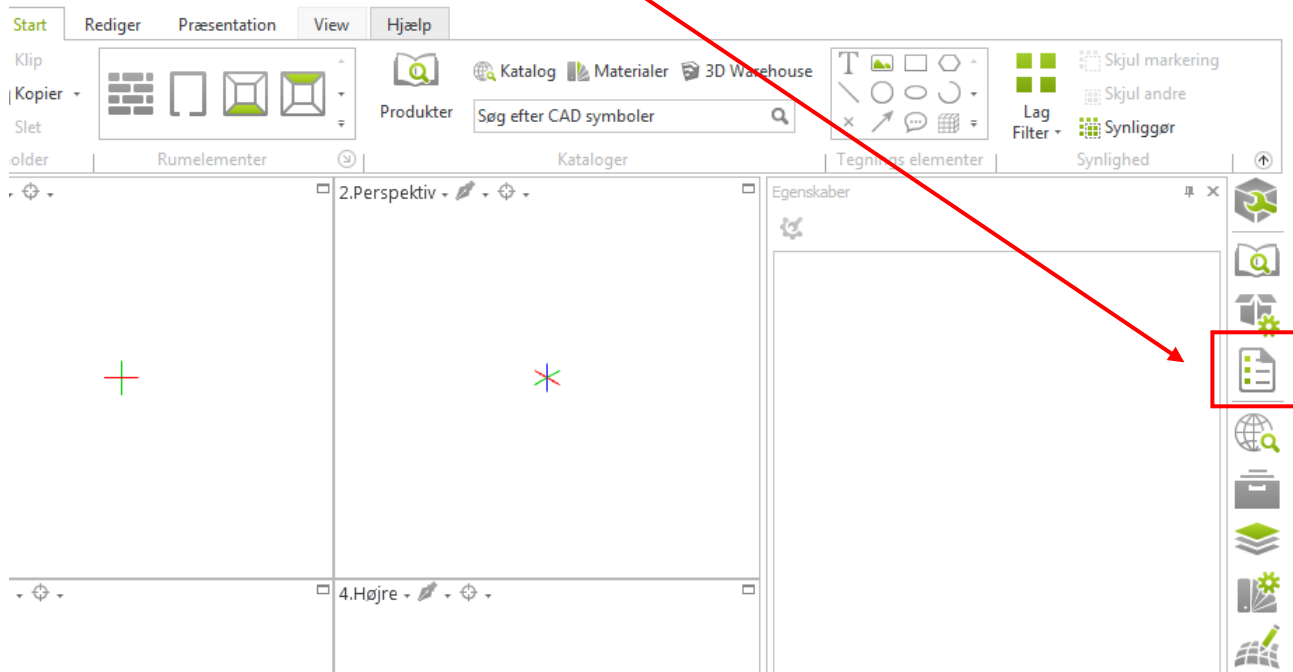 Start Rediger Præsentation View Hjælp
Klip
Kopier
Slet
older
Rumelementer
Produkter
Katalog Materialer 3D Warehouse
Søg efter CAD symboler
Kataloger
T
Tegnings elementer
Lag
Filter
Skjul markering
Skjul andre
Synliggør
Synlighed
2.Perspektiv
Egenskaber
4.Højre